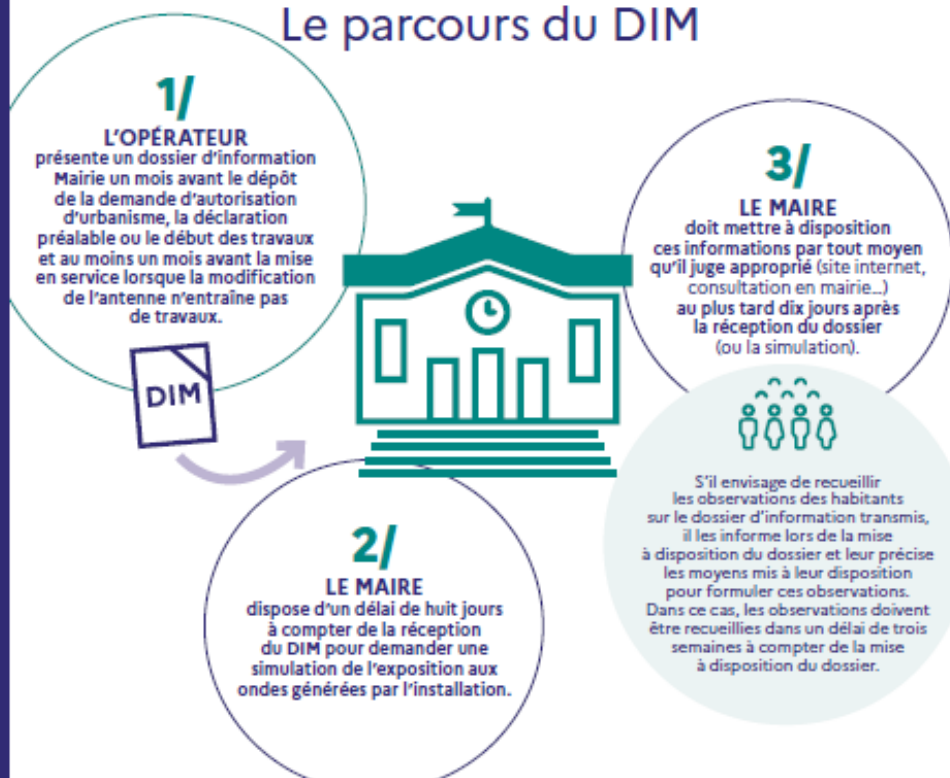 Le parcours du DIM
1/
L'OPÉRATEUR
présente un dossier d'information
Mairie un mois avant le dépôt
de la demande d'autorisation
d'urbanisme, la déclaration
préalable ou le début des travaux
et au moins un mois avant la mise
en service lorsque la modification
de l'antenne n'entraîne pas
de travaux.
DIM
2/
LE MAIRE
dispose d'un délai de huit jours
à compter de la réception
du DIM pour demander une
simulation de l'exposition aux
ondes générées par l'installation.
3/
LE MAIRE
doit mettre à disposition
ces informations par tout moyen
qu'il juge approprié (site internet,
consultation en mairie...)
au plus tard dix jours après
la réception du dossier
(ou la simulation).
S'il envisage de recueillir
les observations des habitants
sur le dossier d'information transmis,
il les informe lors de la mise
à disposition du dossier et leur précise
les moyens mis à leur disposition
pour formuler ces observations.
Dans ce cas, les observations doivent
être recueillies dans un délai de trois
semaines à compter de la mise
à disposition du dossier.